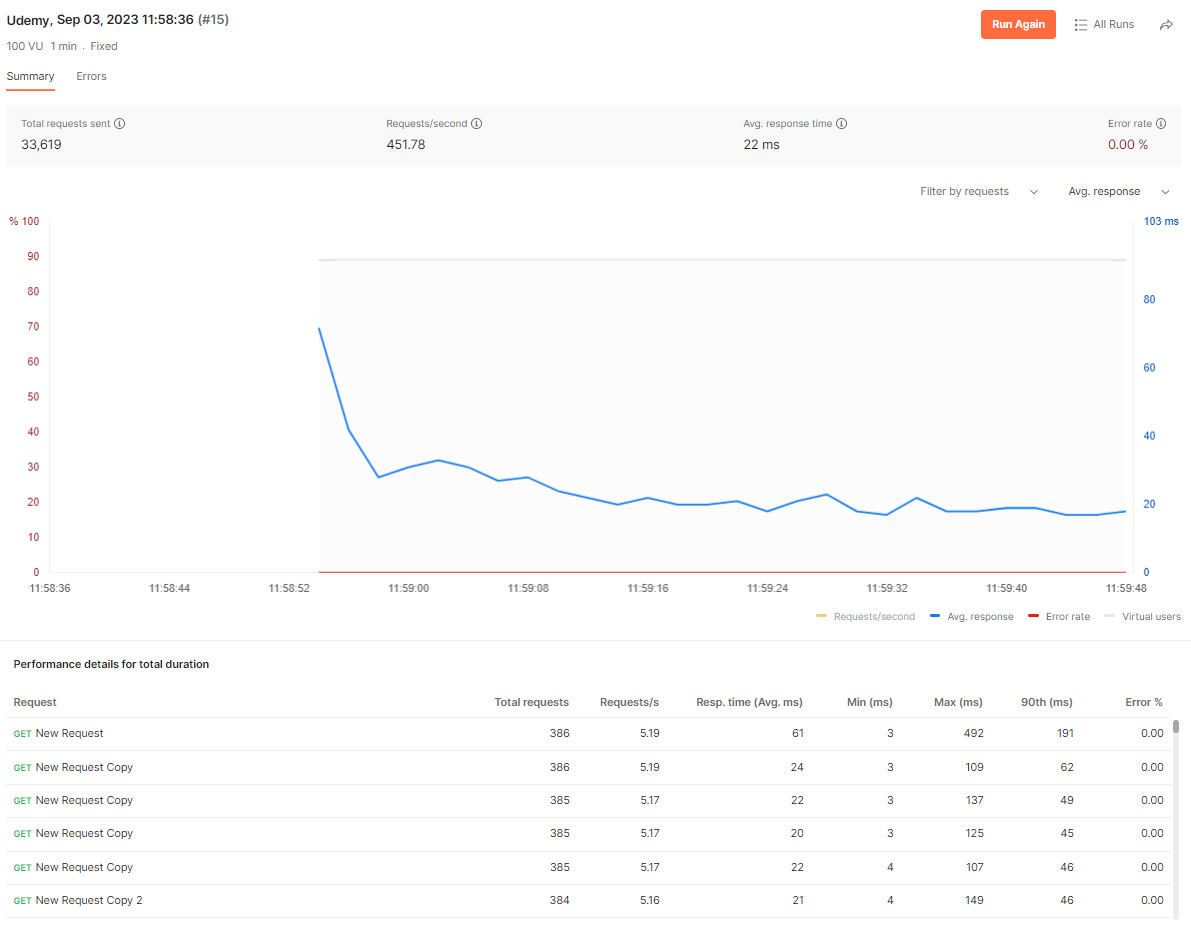 Udemy, Sep 03, 2023 11:58:36 (#15)
Run Again
All Runs
100 VU 1 min . Fixed
Summary Errors
Total requests sent Requests/second Avg. response time Error rate
33,619 451.78 22 ms 0.00 %
Filter by requests Avg. response
% 100 103 ms
90
80 80
70
60 60
50
40 40
30
20 20
10
0 0
11:58:36 11:58:44 11:58:52 11:59:00 11:59:08 11:59:16 11:59:24 11:59:32 11:59:40 11:59:48
Requests/second Avg. response Error rate Virtual users
Performance details for total duration
Request Total requests Requests/s Resp. time (Avg. ms) Min (ms) Max (ms) 90th (ms) Error %
GET New Request 386 5.19 61 3 492 191 0.00
GET New Request Copy 386 5.19 24 3 109 62 0.00
GET New Request Copy 385 5.17 22 3 137 49 0.00
GET New Request Copy 385 5.17 20 3 125 45 0.00
GET New Request Copy 385 5.17 22 4 107 46 0.00
GET New Request Copy 2 384 5.16 21 4 149 46 0.00